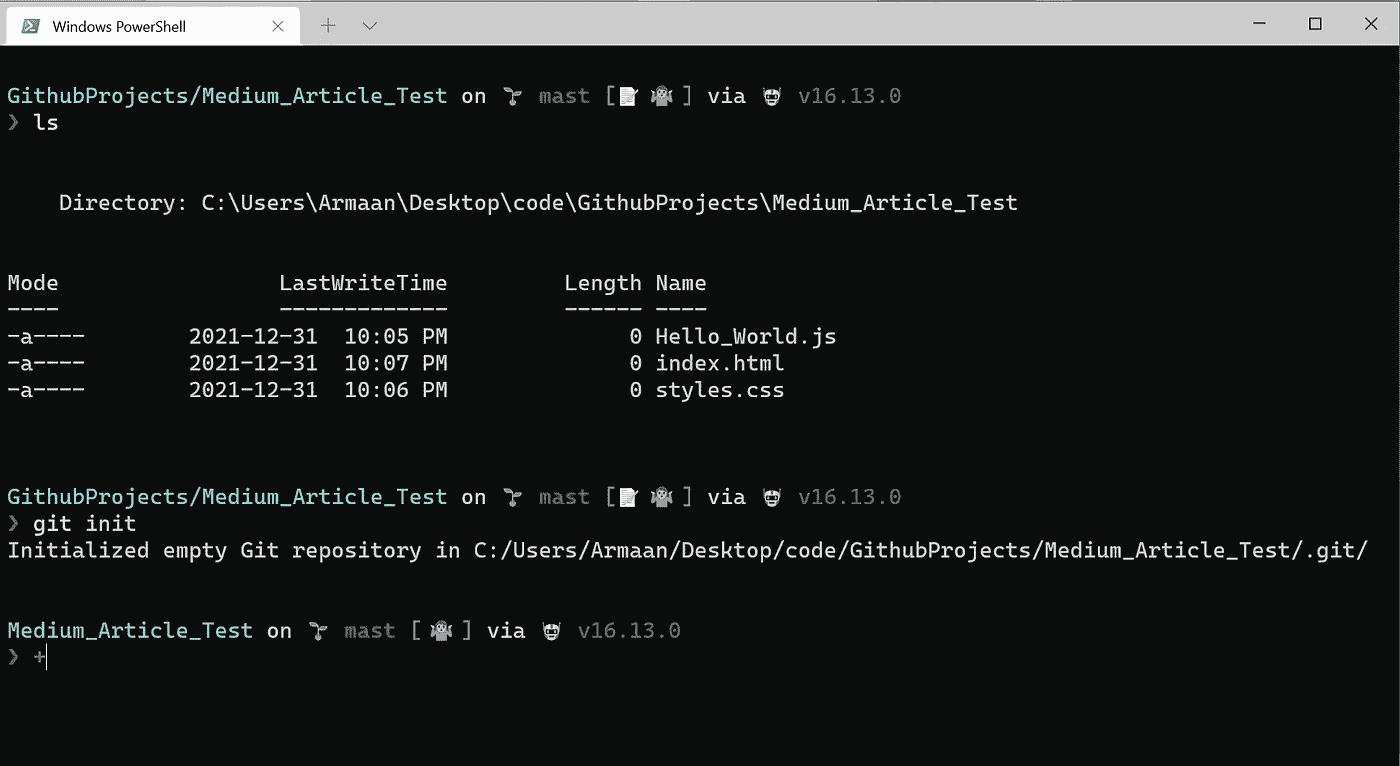 Windows PowerShell
GithubProjects/Medium_Article_Test on 🌱 mast [📝 🤷 ] via 🤖 v16.13.0
❯ ls
Directory: C:\Users\Armaan\Desktop\code\GithubProjects\Medium_Article_Test
Mode LastWriteTime Length Name
---- ------------- ------ ----
-a---- 2021-12-31 10:05 PM 0 Hello_World.js
-a---- 2021-12-31 10:07 PM 0 index.html
-a---- 2021-12-31 10:06 PM 0 styles.css
GithubProjects/Medium_Article_Test on 🌱 mast [📝 🤷 ] via 🤖 v16.13.0
❯ git init
Initialized empty Git repository in C:/Users/Armaan/Desktop/code/GithubProjects/Medium_Article_Test/.git/
Medium_Article_Test on 🌱 mast [ 🤷 ] via 🤖 v16.13.0
❯ +